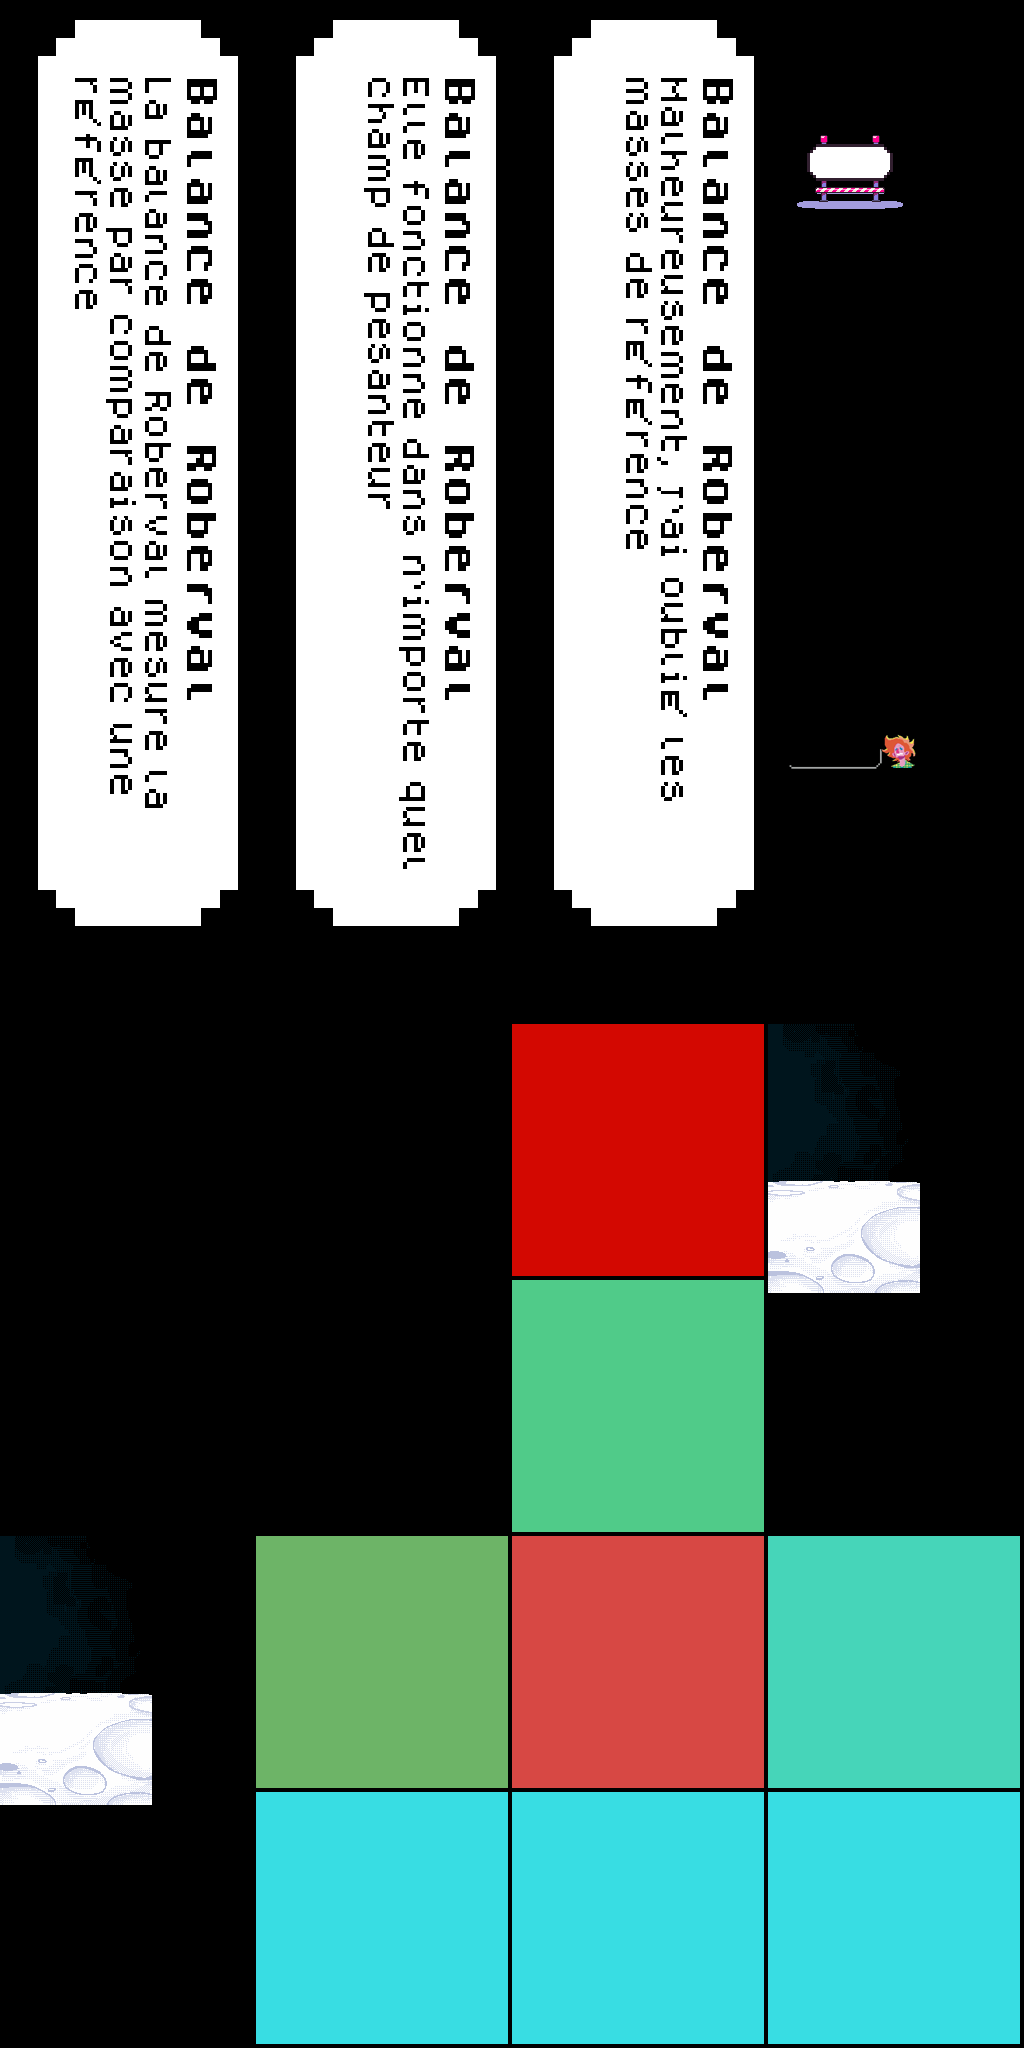 Balance de Roberval
La balance de Roberval mesure la
masse par comparaison avec une
référence
Balance de Roberval
Elle fonctionne dans n'importe quel
champ de pesanteur
Balance de Roberval
Malheureusement, j'ai oublié les
masses de référence